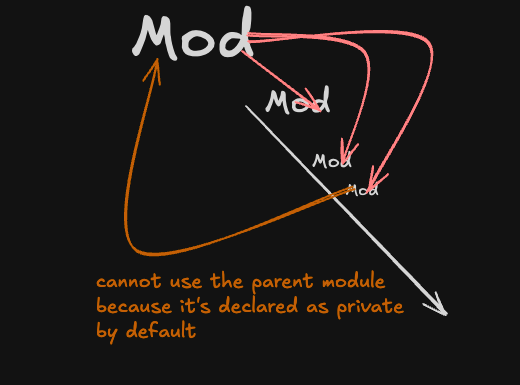 Mod
Mod
Mod
Mod
cannot use the parent module
because it's declared as private
by default